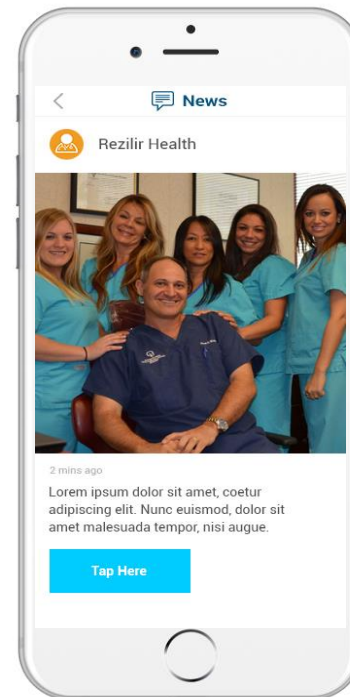 News
Rezilir Health
2 mins ago
Lorem ipsum dolor sit amet, coetur
adipiscing elit. Nunc euismod, dolor sit
amet malesuada tempor, nisi augue.
Tap Here